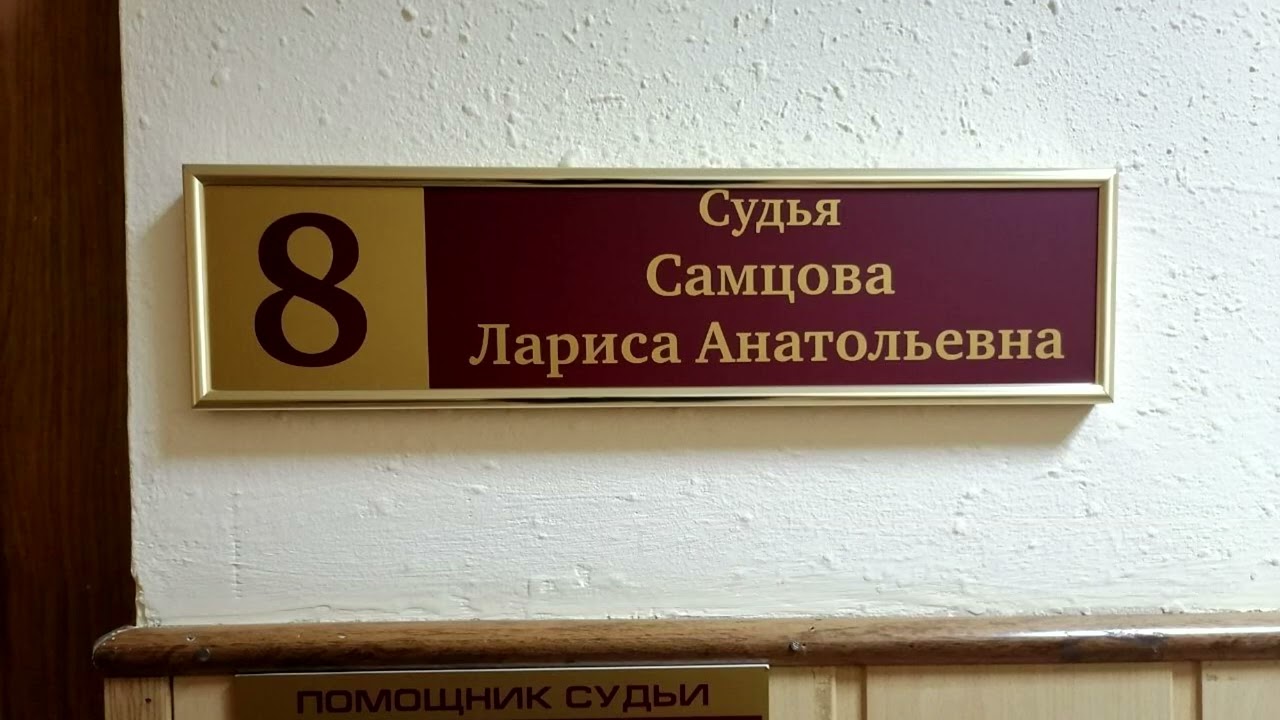 8
Судья
Самцова
Лариса Анатольевна
ПОМОЩНИК СУДЬИ